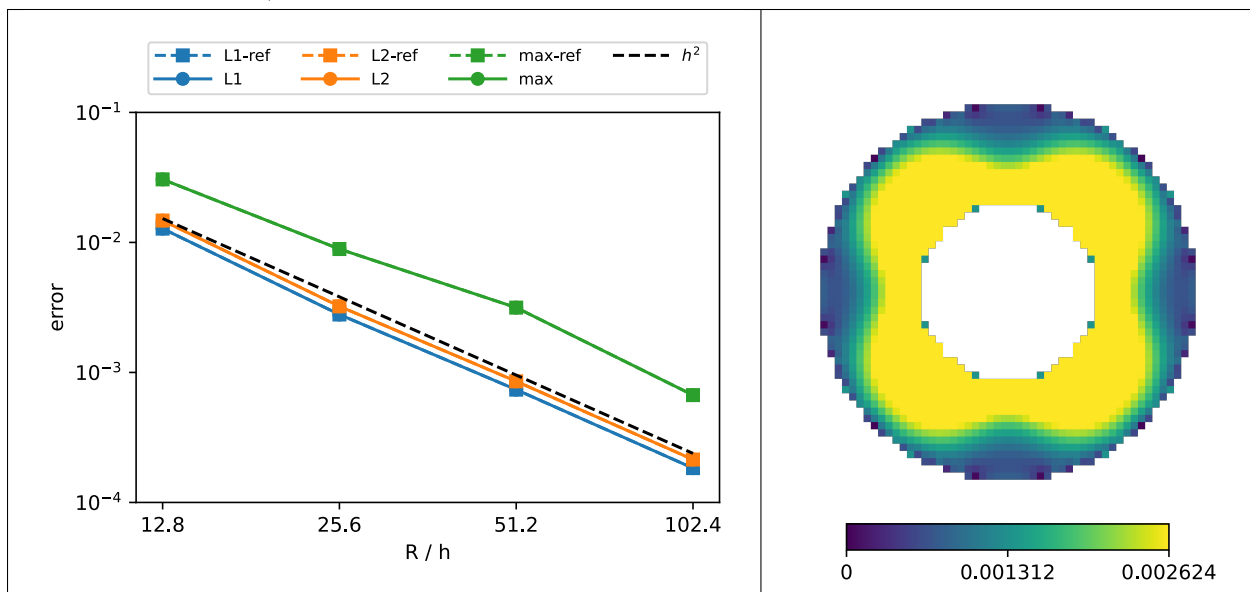 L1-ref L2-ref max-ref h²
L1 L2 max
10⁻¹
10⁻²
10⁻³
10⁻⁴
error
12.8 25.6 51.2 102.4
R / h
0 0.001312 0.002624